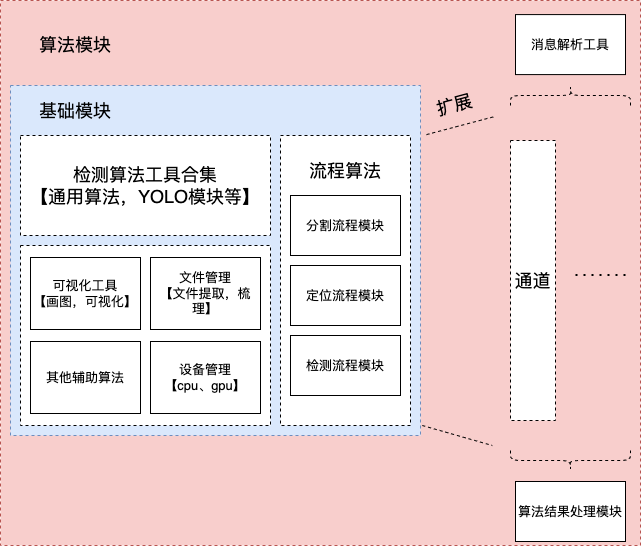 算法模块
消息解析工具
基础模块
扩展
检测算法工具合集
【通用算法，YOLO模块等】
流程算法
分割流程模块
定位流程模块
检测流程模块
可视化工具
【画图，可视化】
文件管理
【文件提取，梳
理】
其他辅助算法
设备管理
【cpu、gpu】
通道
·······
算法结果处理模块